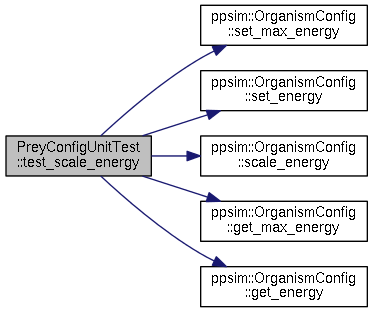 PreyConfigUnitTest
::test_scale_energy
ppsim::OrganismConfig
::set_max_energy
ppsim::OrganismConfig
::set_energy
ppsim::OrganismConfig
::scale_energy
ppsim::OrganismConfig
::get_max_energy
ppsim::OrganismConfig
::get_energy